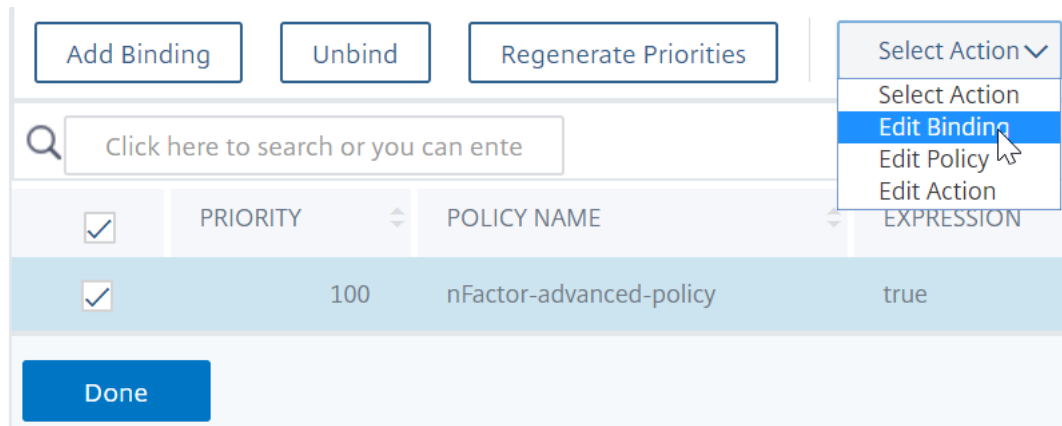 Add Binding Unbind Regenerate Priorities Select Action
Select Action
Edit Binding
Edit Policy
Edit Action
Click here to search or you can ente
PRIORITY POLICY NAME EXPRESSION
100 nFactor-advanced-policy true
Done